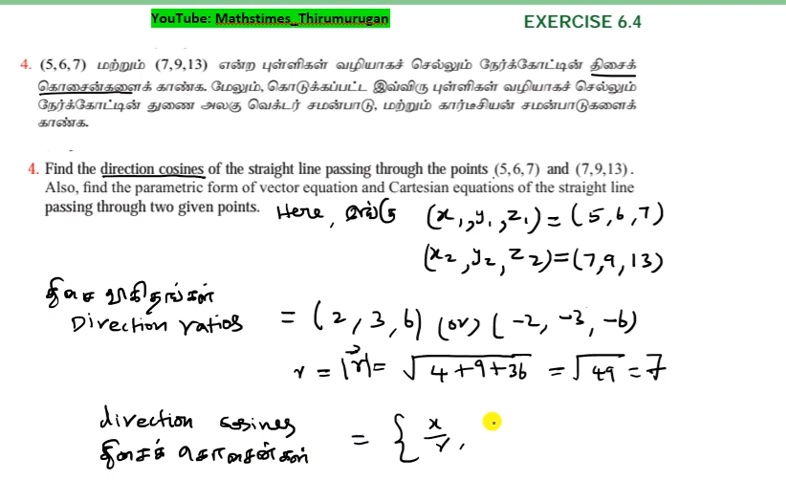 YouTube: Mathstimes_Thirumurugan
EXERCISE 6.4
4. (5,6,7) மற்றும் (7,9,13) என்ற புள்ளிகள் வழியாகச் செல்லும் நேர்க்கோட்டின் திசைக்
கொசைன்களைக் காண்க. மேலும், கொடுக்கப்பட்ட இவ்விரு புள்ளிகள் வழியாகச் செல்லும்
நேர்க்கோட்டின் துணை அலகு வெக்டர் சமன்பாடு, மற்றும் கார்டீசியன் சமன்பாடுகளைக்
காண்க.
4. Find the direction cosines of the straight line passing through the points (5,6,7) and (7,9,13).
Also, find the parametric form of vector equation and Cartesian equations of the straight line
passing through two given points. Here, இங்கு (x₁,y₁,z₁)=(5,6,7)
(x₂,y₂,z₂)=(7,9,13)
திசை விகிதங்கள்
Direction ratios = (2,3,6) (or) (-2,-3,-6)
r = |r⃗| = √4+9+36 = √49 = 7
direction cosines
திசைக் கொசைன்கள் = { x/r,